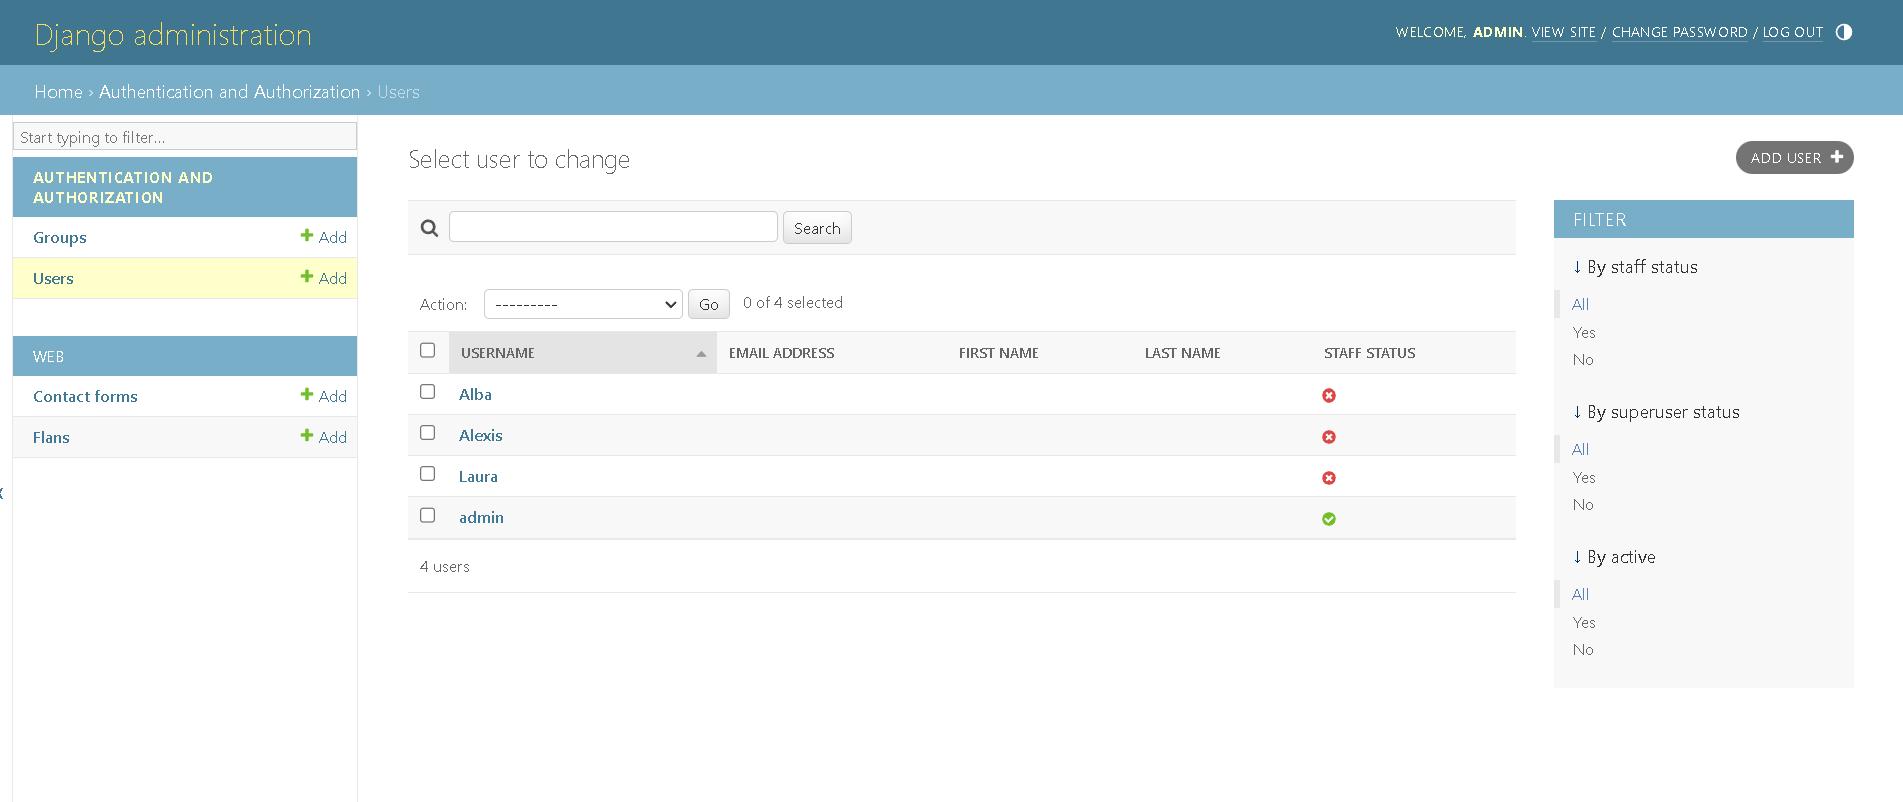 Django administration
WELCOME, ADMIN. VIEW SITE / CHANGE PASSWORD / LOG OUT
Home › Authentication and Authorization › Users
Start typing to filter...
AUTHENTICATION AND
AUTHORIZATION
Groups
Add
Users
Add
WEB
Contact forms
Add
Flans
Add
Select user to change
ADD USER
Search
Action: --------- Go 0 of 4 selected
USERNAME EMAIL ADDRESS FIRST NAME LAST NAME STAFF STATUS
Alba
Alexis
Laura
admin
4 users
FILTER
↓ By staff status
All
Yes
No
↓ By superuser status
All
Yes
No
↓ By active
All
Yes
No